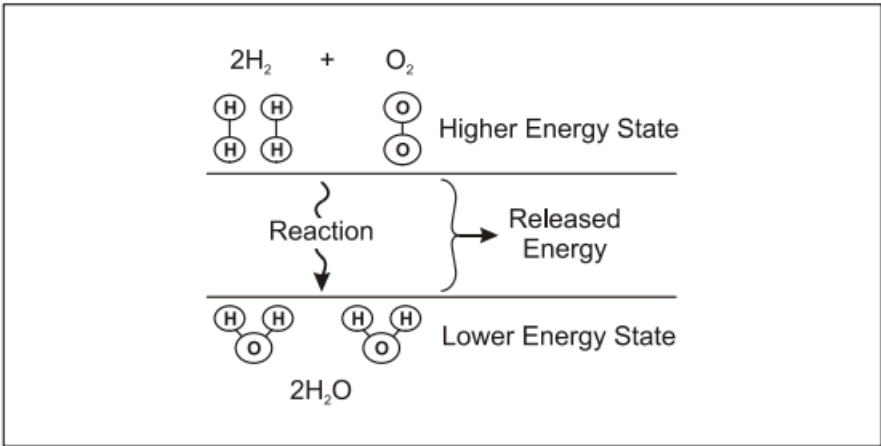 2H₂ + O₂
H H O
H H O
Higher Energy State
Reaction
Released
Energy
H H H H
O O
Lower Energy State
2H₂O